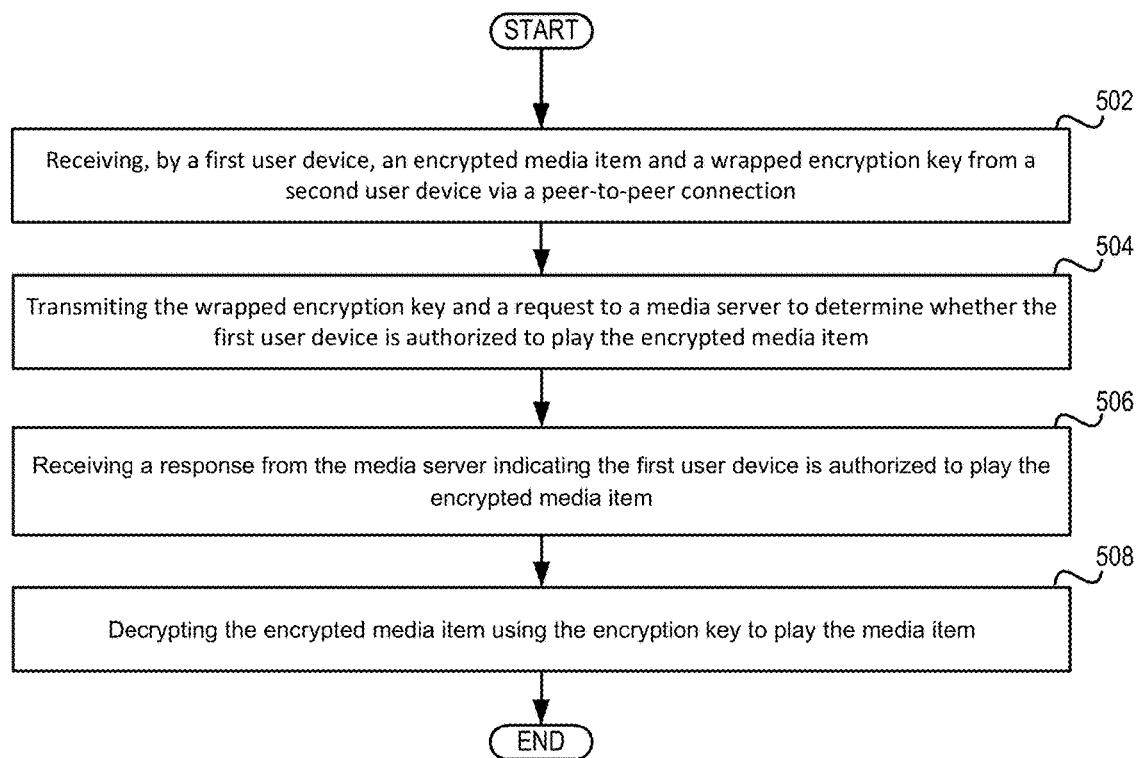 START
502
Receiving, by a first user device, an encrypted media item and a wrapped encryption key from a
second user device via a peer-to-peer connection
504
Transmiting the wrapped encryption key and a request to a media server to determine whether the
first user device is authorized to play the encrypted media item
506
Receiving a response from the media server indicating the first user device is authorized to play the
encrypted media item
508
Decrypting the encrypted media item using the encryption key to play the media item
END